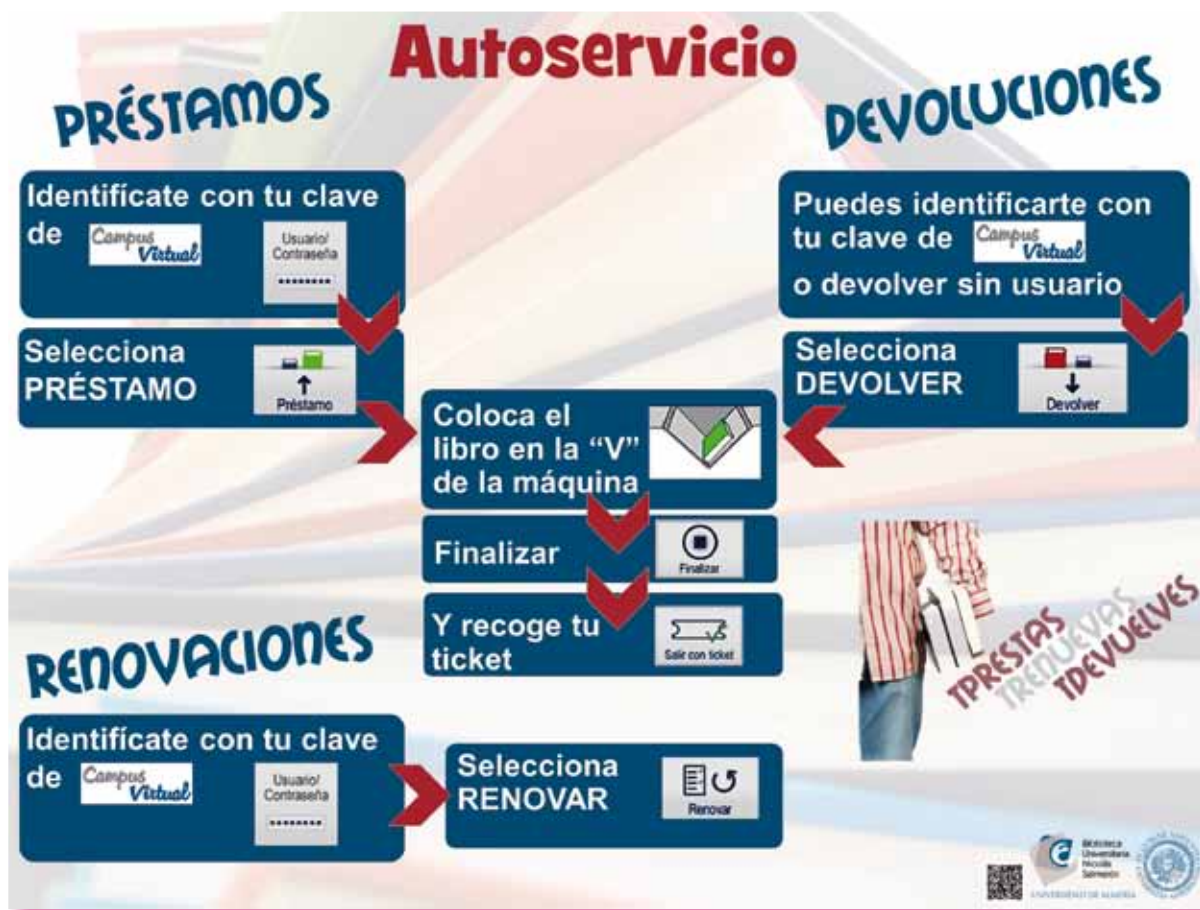 Autoservicio
PRÉSTAMOS
Identifícate con tu clave
de Campus Virtual
Usuario/
Contraseña
Selecciona
PRÉSTAMO
Préstamo
DEVOLUCIONES
Puedes identificarte con
tu clave de Campus Virtual
o devolver sin usuario
Selecciona
DEVOLVER
Devolver
Coloca el
libro en la “V”
de la máquina
Finalizar
Finalizar
Y recoge tu
ticket
Salir con ticket
TPRESTAS
TRENUEVAS
TDEVUELVES
RENOVACIONES
Identifícate con tu clave
de Campus Virtual
Usuario/
Contraseña
Selecciona
RENOVAR
Renovar
Biblioteca
Universitaria
Nicolás
Salmerón
UNIVERSIDAD DE ALMERÍA